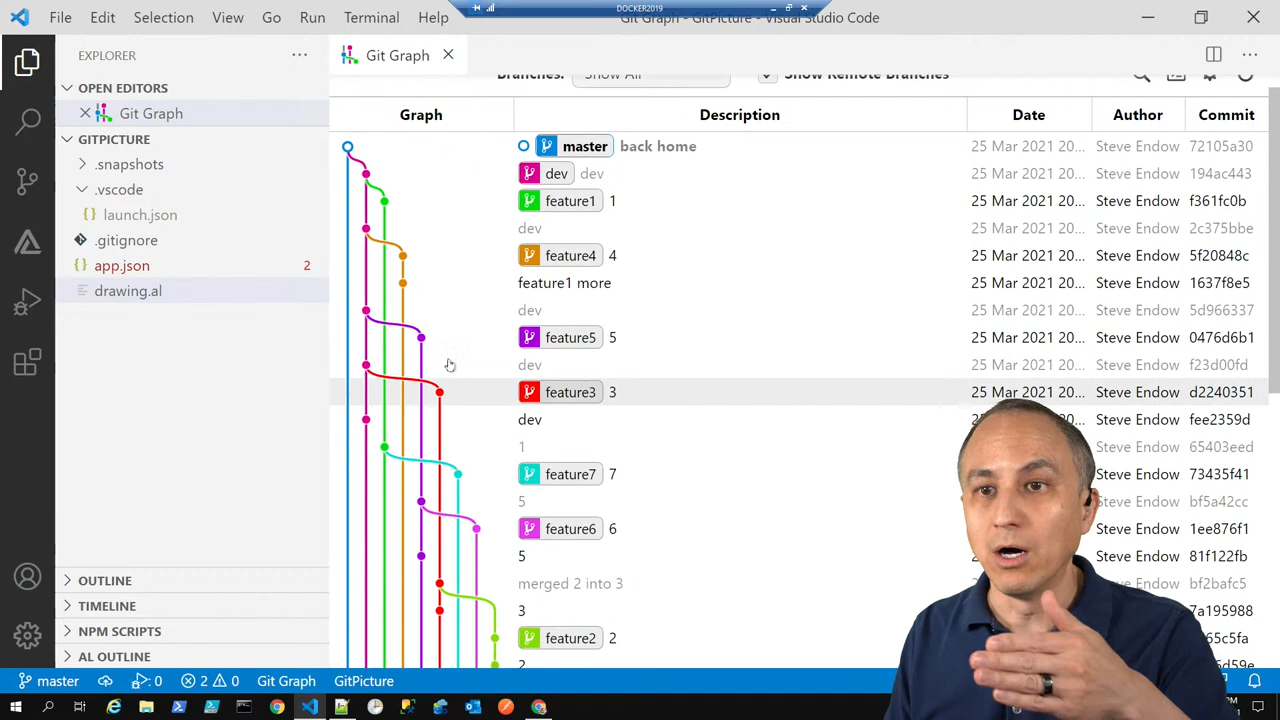 DOCKER2019
File Edit Selection View Go Run Terminal Help
Git Graph - GitPicture - Visual Studio Code
EXPLORER
OPEN EDITORS
Git Graph
GITPICTURE
.snapshots
.vscode
{} launch.json
.gitignore
{} app.json 2
drawing.al
OUTLINE
TIMELINE
NPM SCRIPTS
AL OUTLINE
Git Graph
Branches: Show All Show Remote Branches
Graph Description Date Author Commit
master back home 25 Mar 2021 20... Steve Endow 72105a30
dev dev 25 Mar 2021 20... Steve Endow 194ac443
feature1 1 25 Mar 2021 20... Steve Endow f361fc0b
dev 25 Mar 2021 20... Steve Endow 2c375bbe
feature4 4 25 Mar 2021 20... Steve Endow 5f20848c
feature1 more 25 Mar 2021 20... Steve Endow 1637f8e5
dev 25 Mar 2021 20... Steve Endow 5d966337
feature5 5 25 Mar 2021 20... Steve Endow 0476d6b1
dev 25 Mar 2021 20... Steve Endow f23d00fd
feature3 3 25 Mar 2021 20... Steve Endow d2240351
dev Steve Endow fee2359d
1 Steve Endow 65403eed
feature7 7 Steve Endow 73435f41
5 Steve Endow bf5a42cc
feature6 6 Steve Endow 1ee876f1
5 Steve Endow 81f122fb
merged 2 into 3 bf2bafc5
3 7a195988
feature2 2
2
master 0 2 0 Git Graph GitPicture